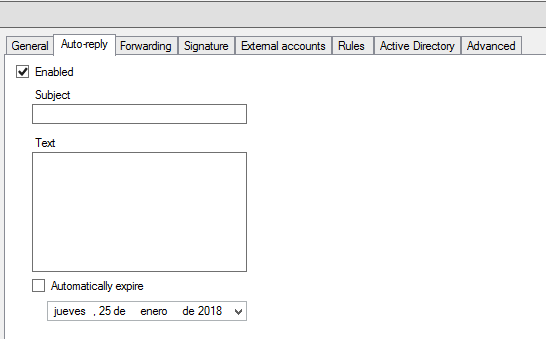 General Auto-reply Forwarding Signature External accounts Rules Active Directory Advanced
Enabled
Subject
Text
Automatically expire
jueves , 25 de enero de 2018